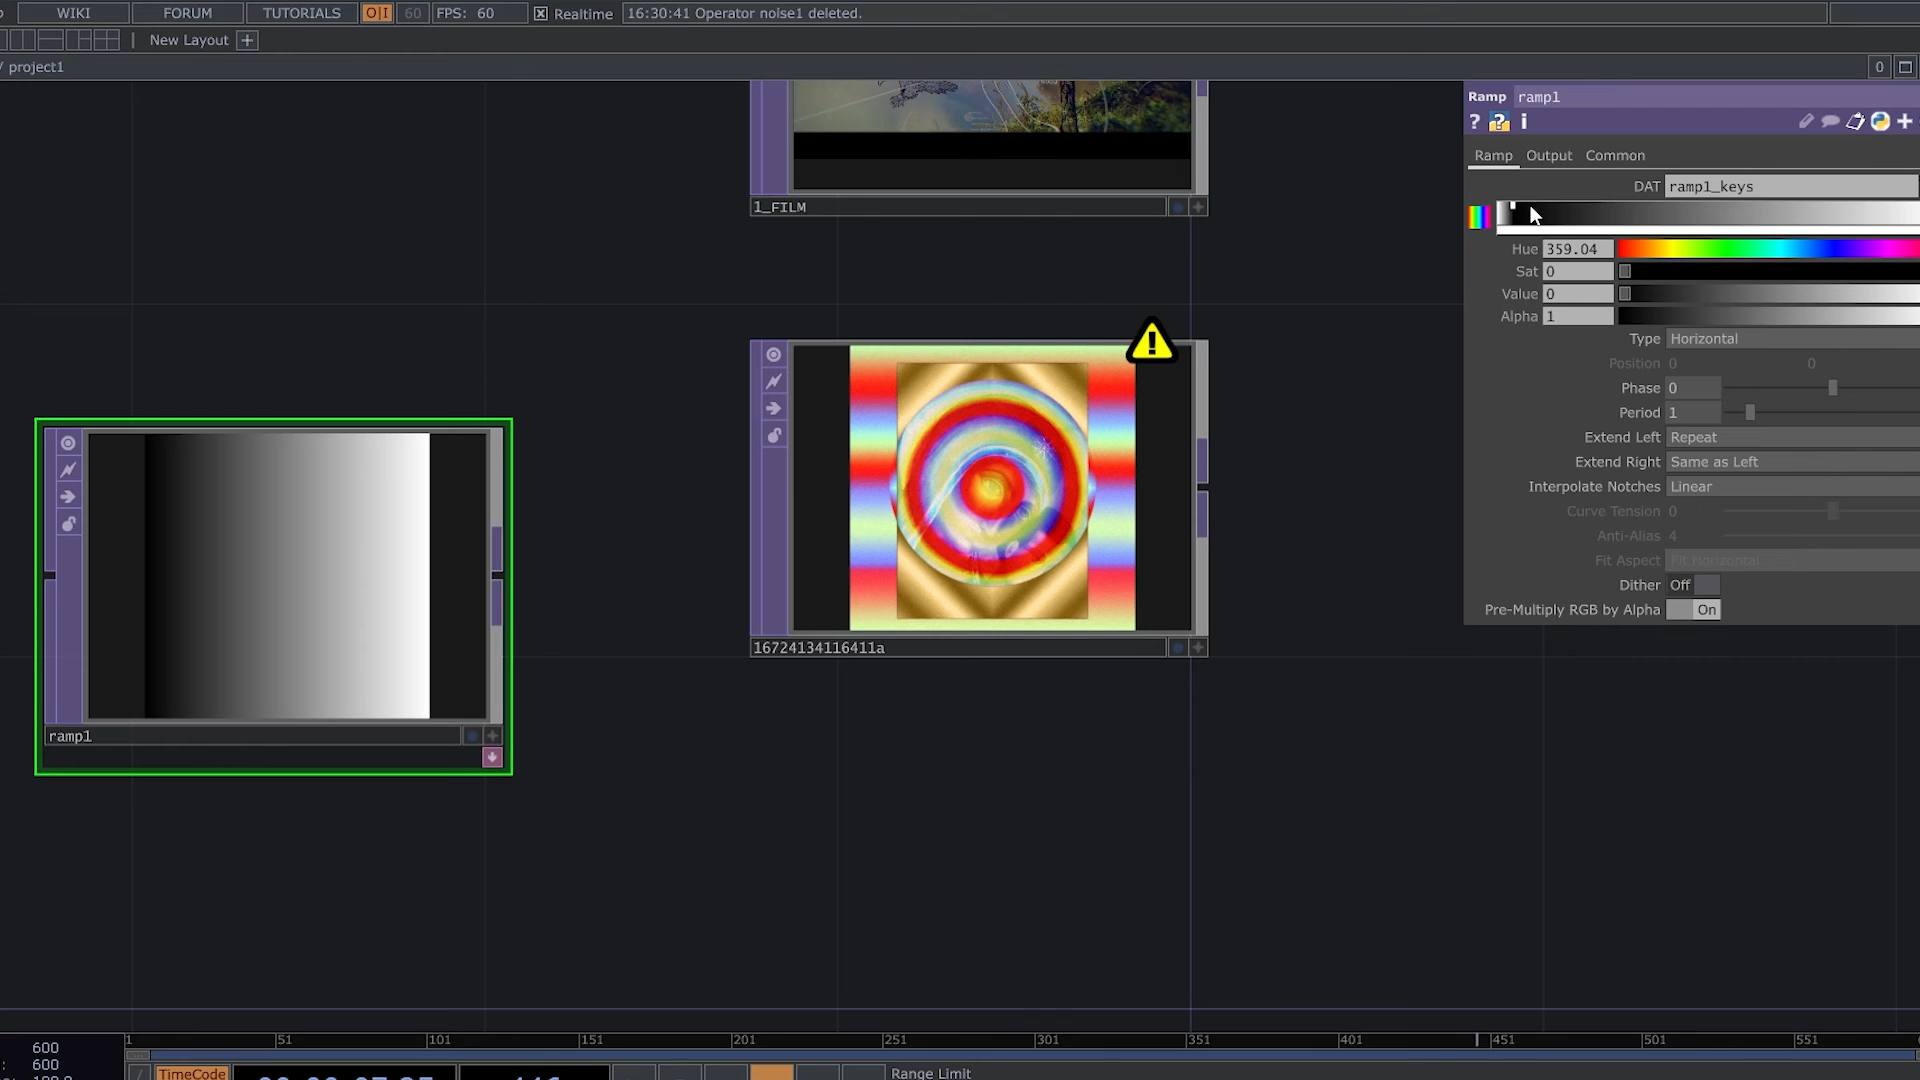 WIKI FORUM TUTORIALS O|I 60 FPS: 60 Realtime 16:30:41 Operator noise1 deleted.
New Layout +
/ project1 0
Ramp ramp1
? ? i
Ramp Output Common
DAT ramp1_keys
1_FILM
Hue 359.04
Sat 0
Value 0
Alpha 1
Type Horizontal
Position 0 0
Phase 0
Period 1
Extend Left Repeat
Extend Right Same as Left
Interpolate Notches Linear
Curve Tension 0
Anti-Alias 4
Fit Aspect Fit Horizontal
Dither Off
Pre-Multiply RGB by Alpha On
16724134116411a
ramp1
600 1 51 101 151 201 251 301 351 401 451 501 551
: 600
TimeCode Range Limit